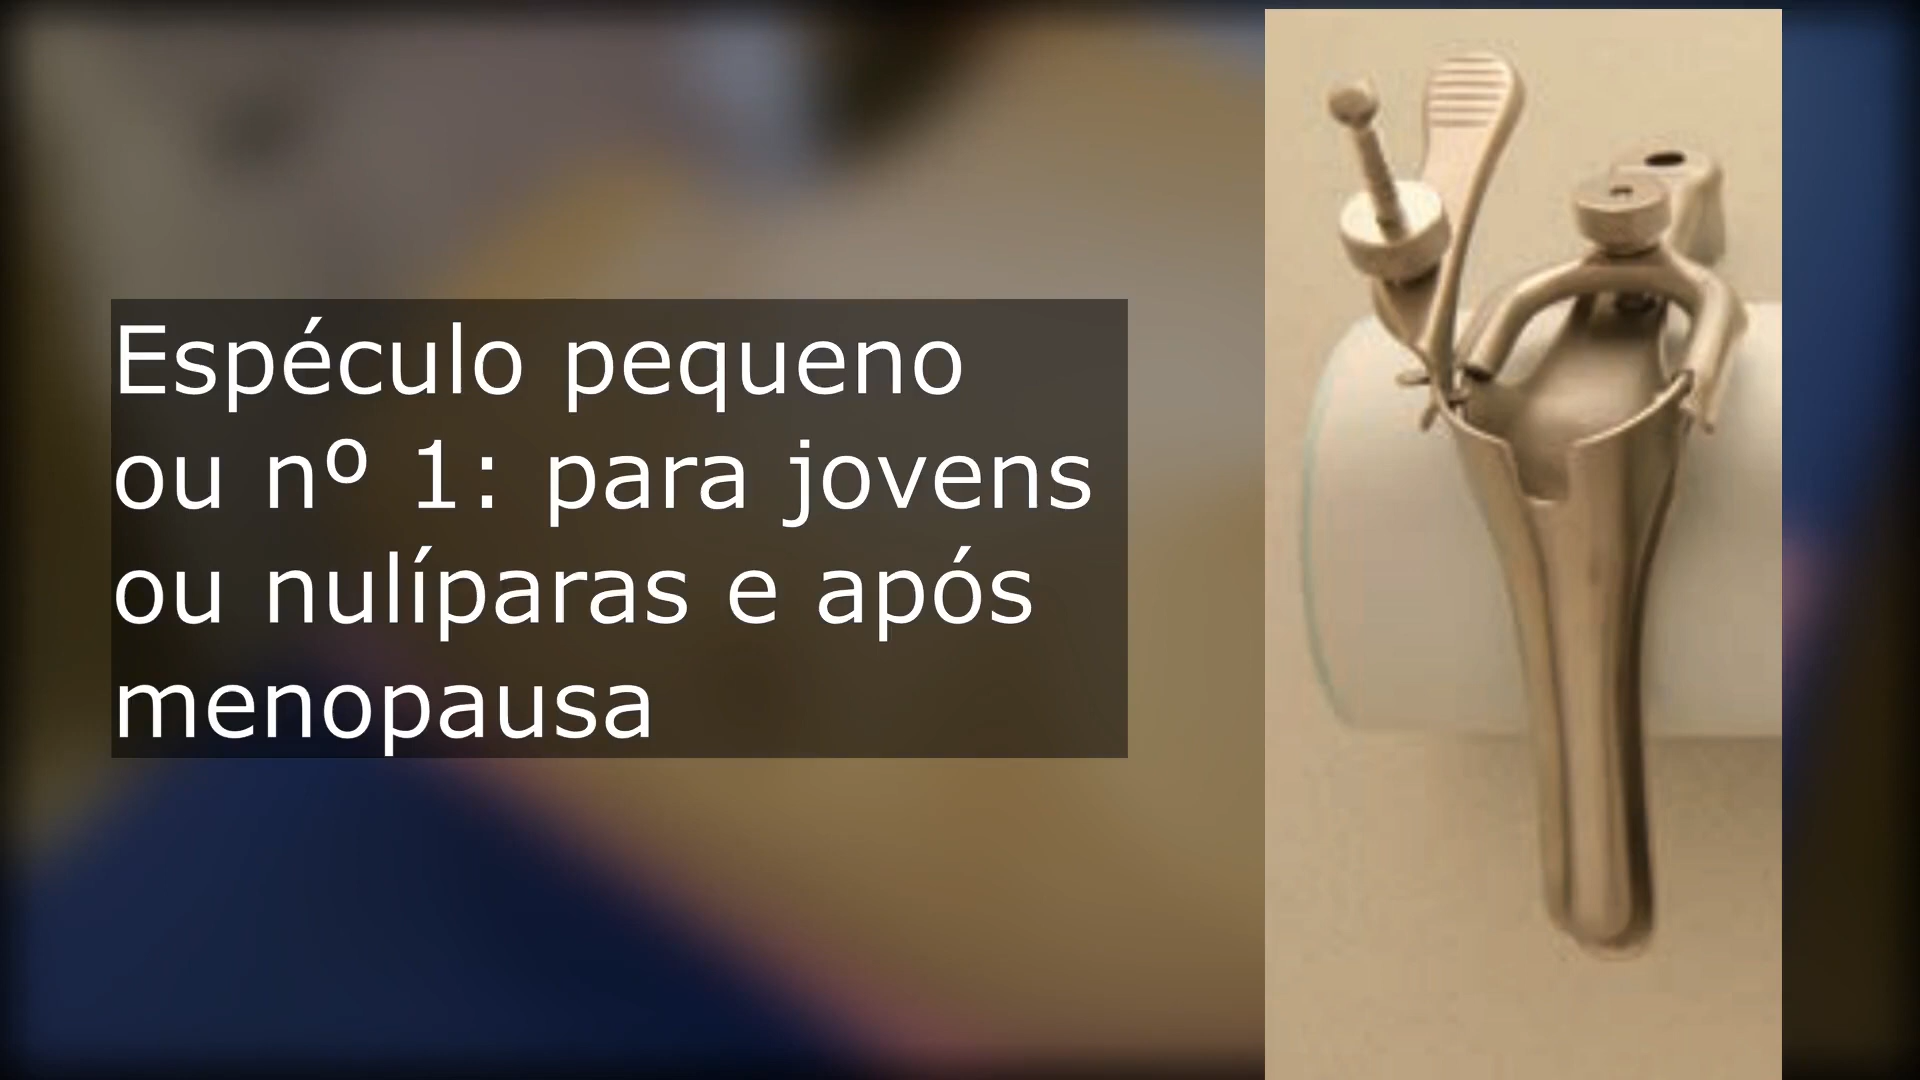 Espéculo pequeno
ou nº 1: para jovens
ou nulíparas e após
menopausa